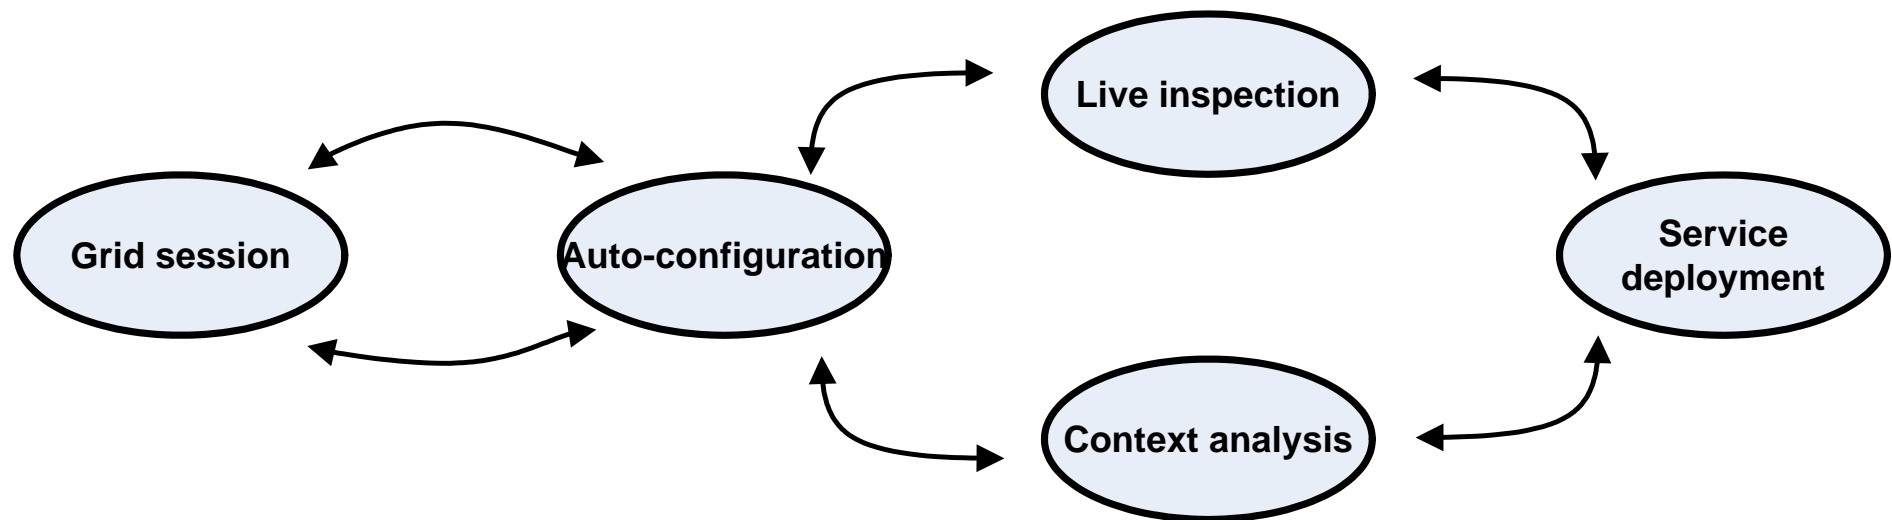 Live inspection
Grid session
Auto-configuration
Service
deployment
Context analysis